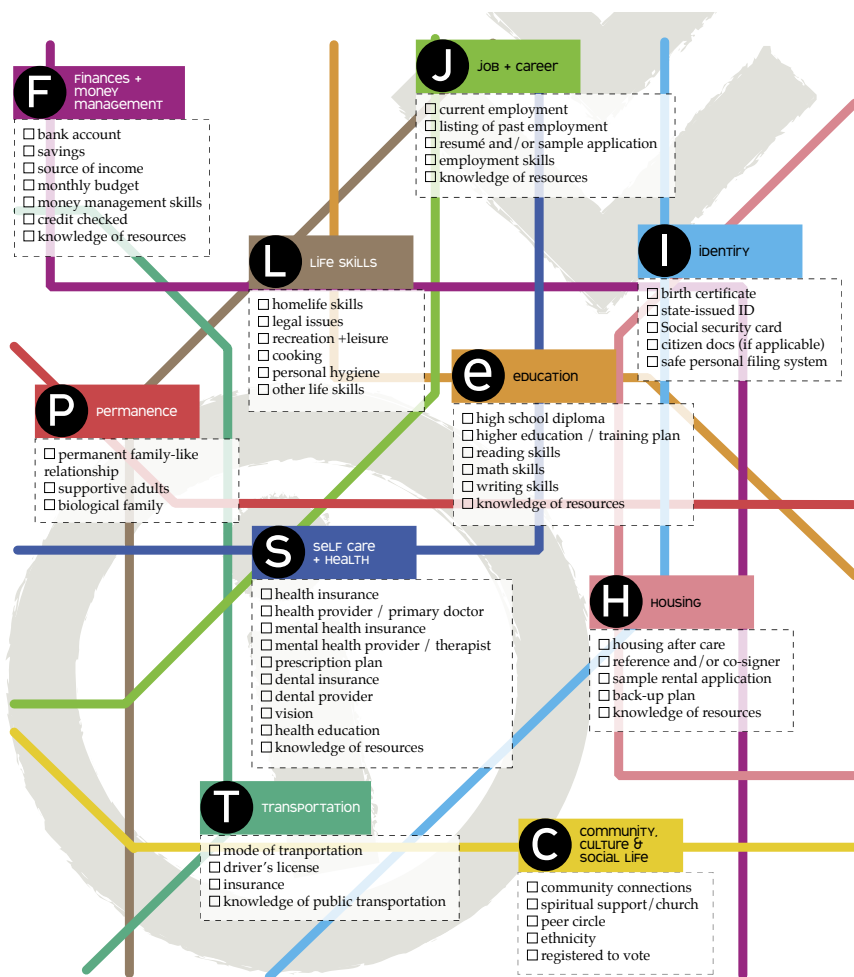 F
Finances +
money
management
☐ bank account
☐ savings
☐ source of income
☐ monthly budget
☐ money management skills
☐ credit checked
☐ knowledge of resources
J
Job + Career
☐ current employment
☐ listing of past employment
☐ resumé and/or sample application
☐ employment skills
☐ knowledge of resources
L
Life Skills
☐ homelife skills
☐ legal issues
☐ recreation +leisure
☐ cooking
☐ personal hygiene
☐ other life skills
I
identity
☐ birth certificate
☐ state-issued ID
☐ Social security card
☐ citizen docs (if applicable)
☐ safe personal filing system
P
Permanence
☐ permanent family-like
relationship
☐ supportive adults
☐ biological family
e
education
☐ high school diploma
☐ higher education / training plan
☐ reading skills
☐ math skills
☐ writing skills
☐ knowledge of resources
S
Self Care
+ Health
☐ health insurance
☐ health provider / primary doctor
☐ mental health insurance
☐ mental health provider / therapist
☐ prescription plan
☐ dental insurance
☐ dental provider
☐ vision
☐ health education
☐ knowledge of resources
H
Housing
☐ housing after care
☐ reference and/or co-signer
☐ sample rental application
☐ back-up plan
☐ knowledge of resources
T
Transportation
☐ mode of tranportation
☐ driver's license
☐ insurance
☐ knowledge of public transportation
C
Community,
Culture &
Social Life
☐ community connections
☐ spiritual support/church
☐ peer circle
☐ ethnicity
☐ registered to vote